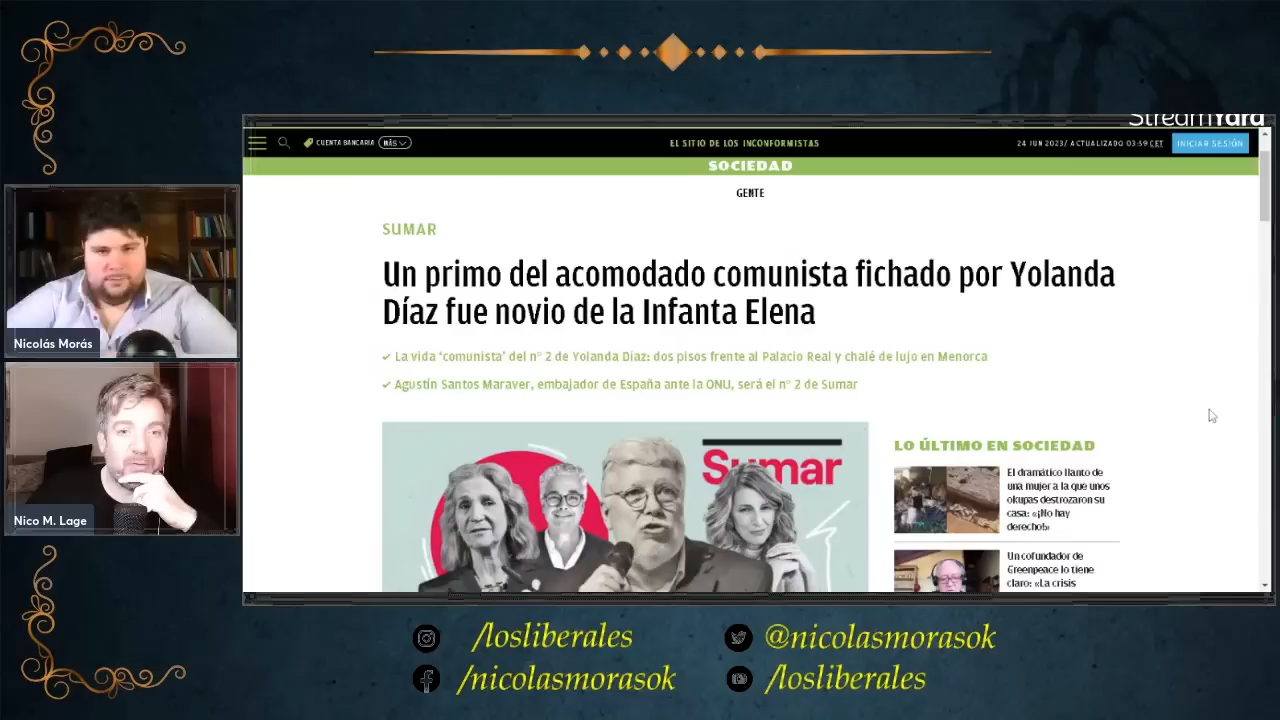 StreamYard
CUENTA BANCARIA MÁS
EL SITIO DE LOS INCONFORMISTAS
24 JUN 2023/ ACTUALIZADO 03:59 CET
INICIAR SESIÓN
SOCIEDAD
GENTE
SUMAR
Un primo del acomodado comunista fichado por Yolanda
Díaz fue novio de la Infanta Elena
✓ La vida ‘comunista’ del nº 2 de Yolanda Díaz: dos pisos frente al Palacio Real y chalé de lujo en Menorca
✓ Agustín Santos Maraver, embajador de España ante la ONU, será el nº 2 de Sumar
Sumar
LO ÚLTIMO EN SOCIEDAD
El dramático llanto de
una mujer a la que unos
okupas destrozaron su
casa: «¡No hay
derecho!»
Un cofundador de
Greenpeace lo tiene
claro: «La crisis
Nicolás Morás
Nico M. Lage
/losliberales
@nicolasmorasok
/nicolasmorasok
/losliberales